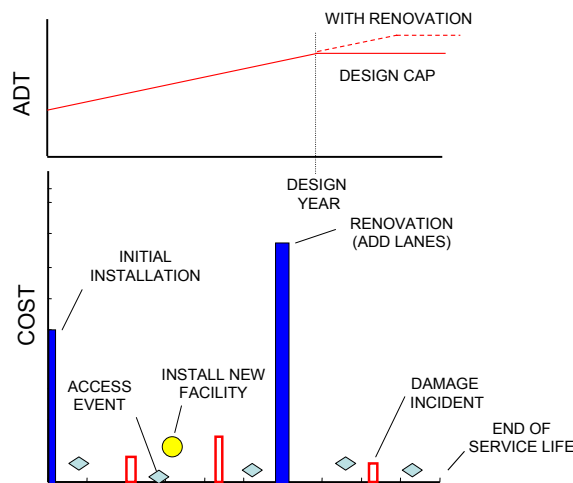 WITH RENOVATION
ADT
DESIGN CAP
DESIGN
YEAR
RENOVATION
(ADD LANES)
INITIAL
INSTALLATION
COST
INSTALL NEW
FACILITY
ACCESS
EVENT
DAMAGE
INCIDENT
END OF
SERVICE LIFE